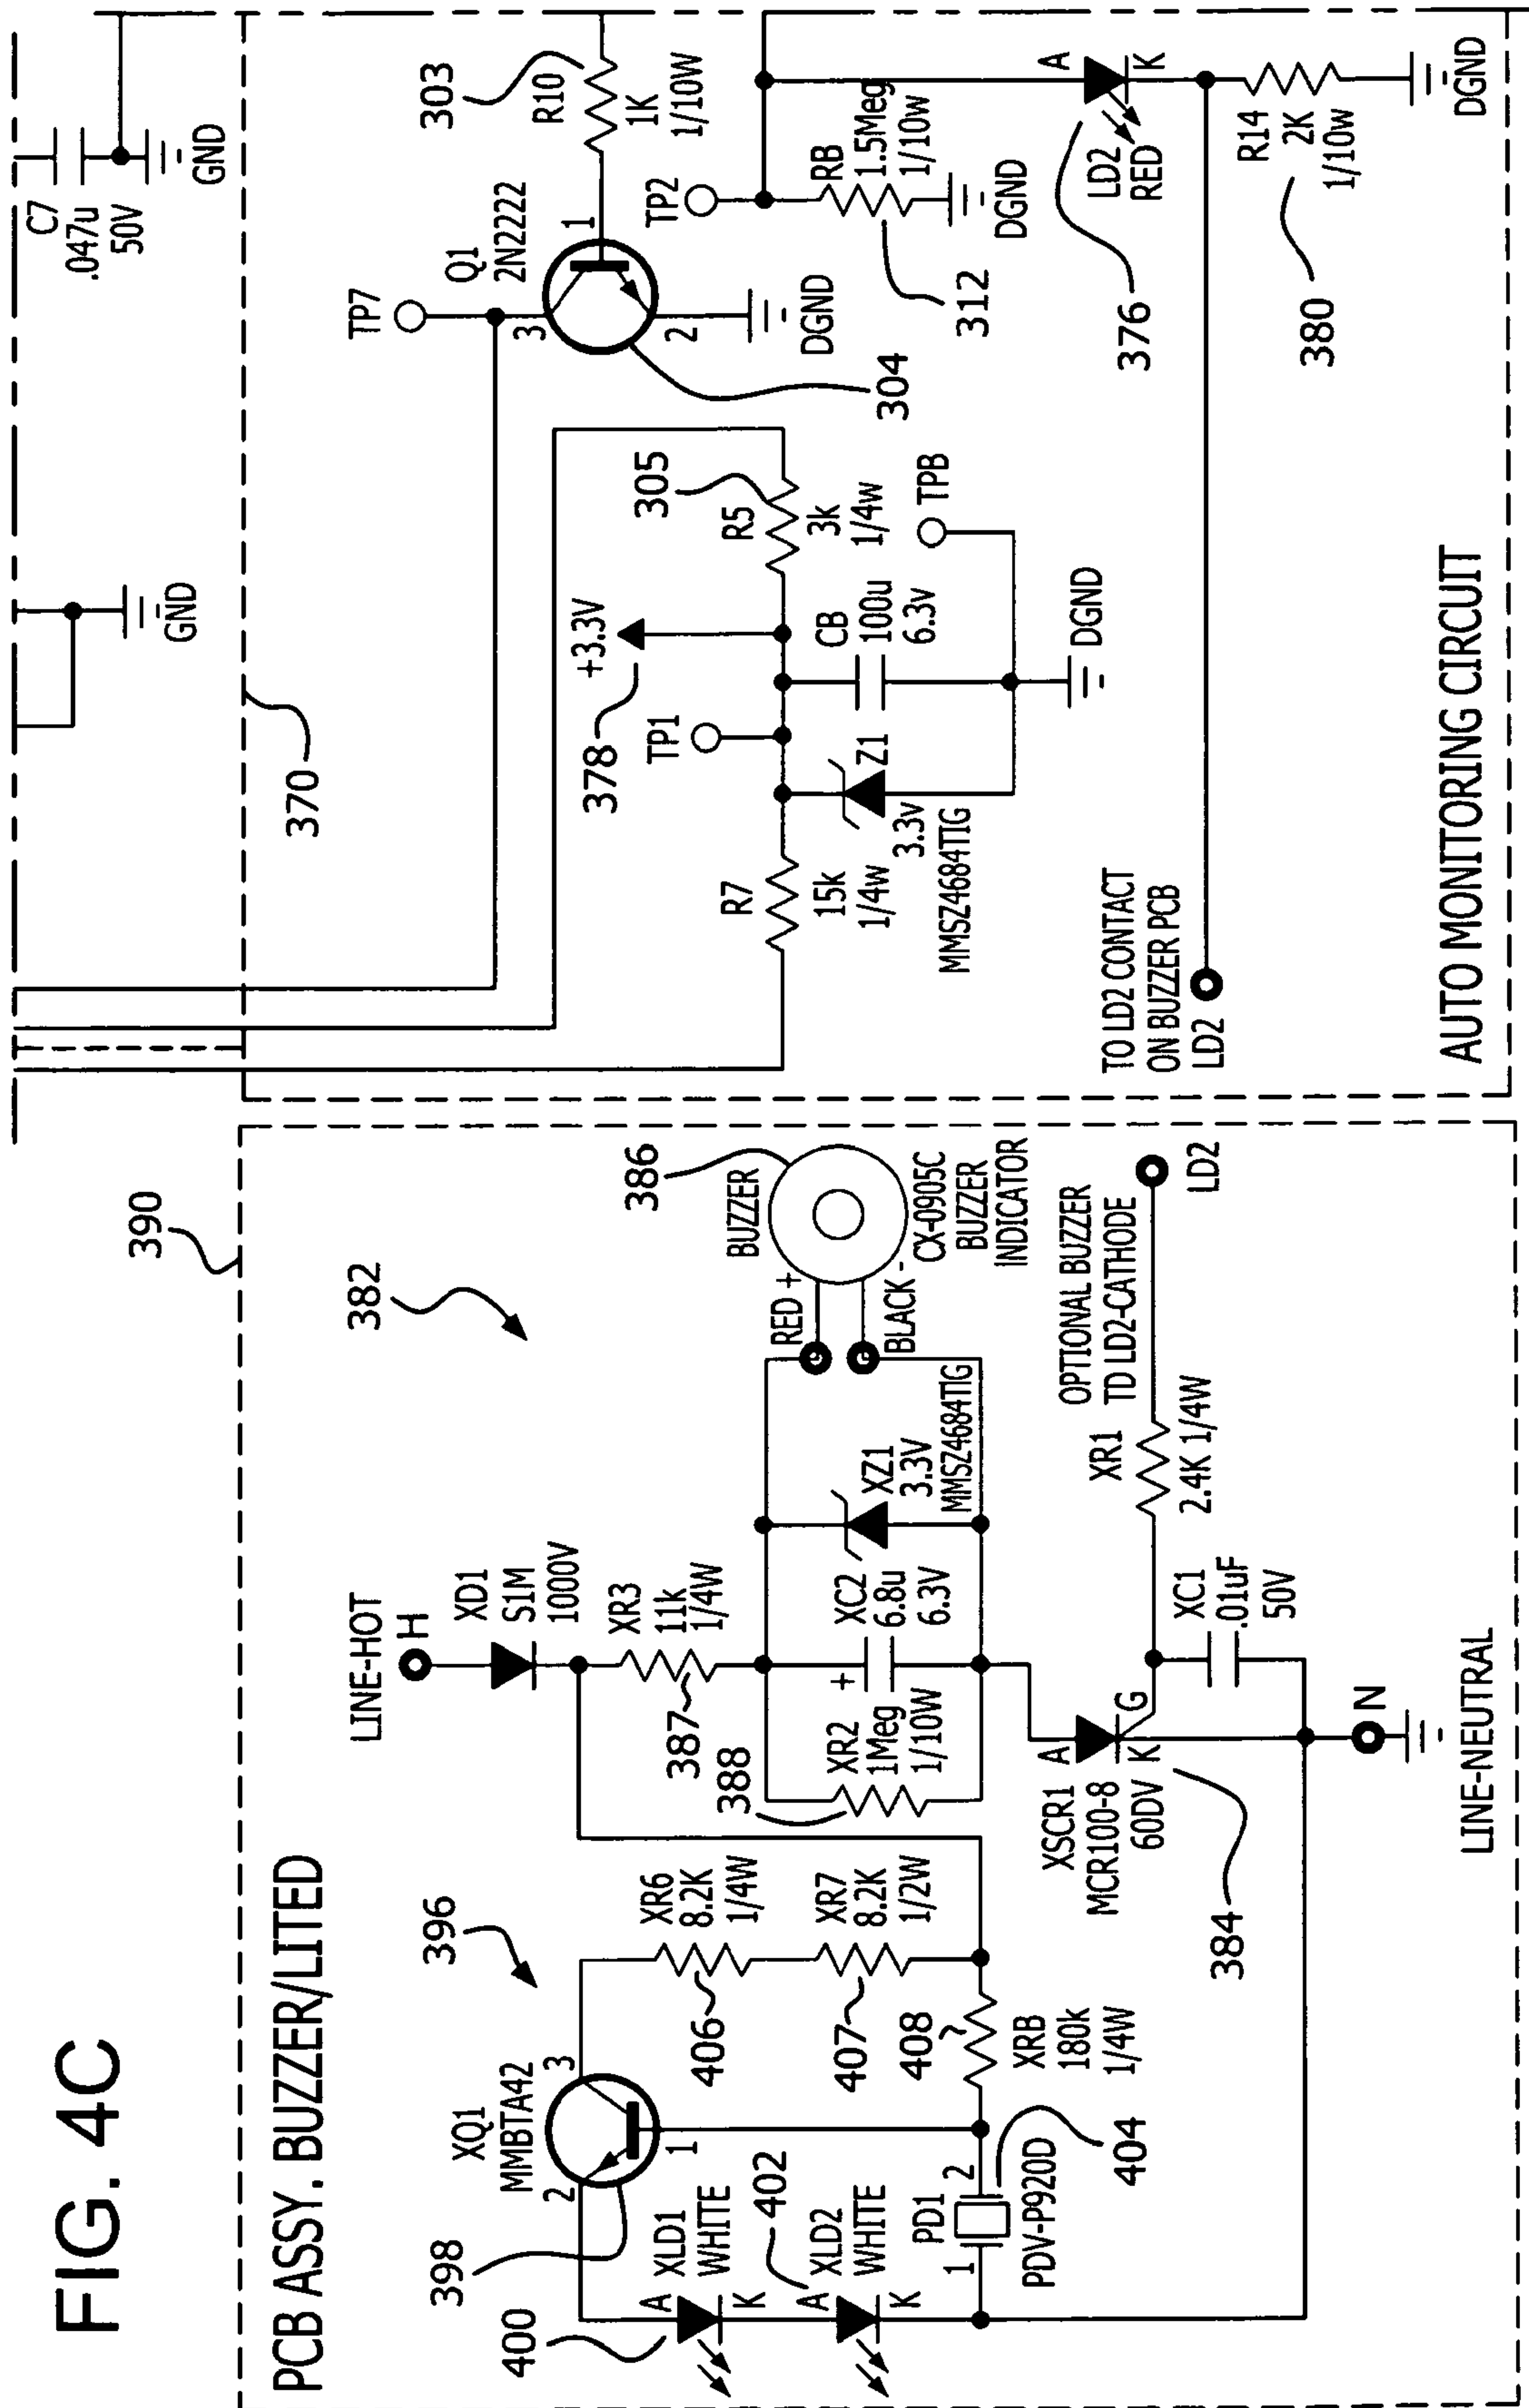 FIG. 4C
PCB ASSY. BUZZER/LITED
390
396
XQ1
MMBTA42
2
3
1
398
400
A
XLD1
WHITE
K
402
A
XLD2
WHITE
K
XR6
8.2K
1/4W
406
XR7
8.2K
1/2W
407
408
XRB
180k
1/4W
PD1
1
2
PDV-P920D
404
LINE-HOT
H
XD1
S1M
1000V
XR3
11k
1/4W
387
382
388
XR2
1Meg
1/10W
+
XC2
6.8u
6.3V
XZ1
3.3V
MMSZ4684TIG
RED +
BLACK -
BUZZER
386
CX-0905C
BUZZER
INDICATOR
XSCR1
MCR100-8
60DV
A
K
G
384
OPTIONAL BUZZER
TD LD2-CATHODE
LD2
XR1
2.4K 1/4W
XC1
.01uF
50V
N
LINE-NEUTRAL
GND
C7
.047u
50V
GND
370
TP7
Q1
2N2222
3
1
2
DGND
304
303
R10
1K
1/10W
TP2
RB
1.5Meg
1/10w
DGND
312
305
R5
3k
1/4w
+3.3V
378
TP1
CB
100u
6.3v
TPB
DGND
Z1
3.3v
MMSZ4684TIG
R7
15k
1/4w
A
K
LD2
RED
376
R14
2K
1/10w
380
DGND
TO LD2 CONTACT
ON BUZZER PCB
LD2
AUTO MONITORING CIRCUIT